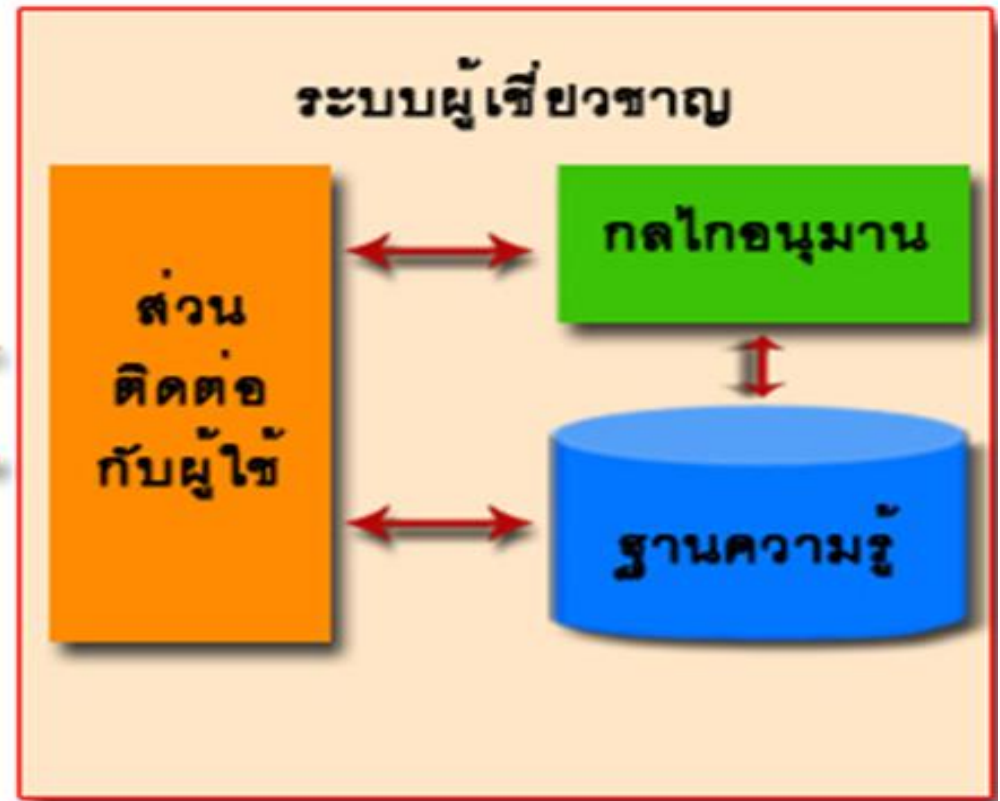 ระบบผู้เชี่ยวชาญ
ส่วน
ติดต่อ
กับผู้ใช้
กลไกอนุมาน
ฐานความรู้